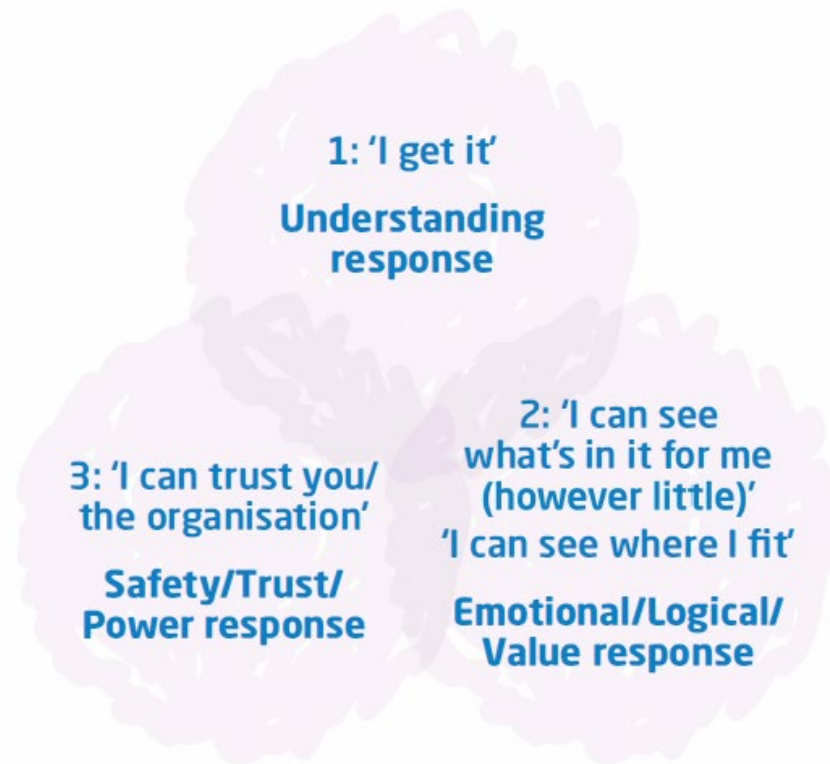 1: ‘I get it’
Understanding
response
2: ‘I can see
what’s in it for me
(however little)’
‘I can see where I fit’
Emotional/Logical/
Value response
3: ‘I can trust you/
the organisation’
Safety/Trust/
Power response